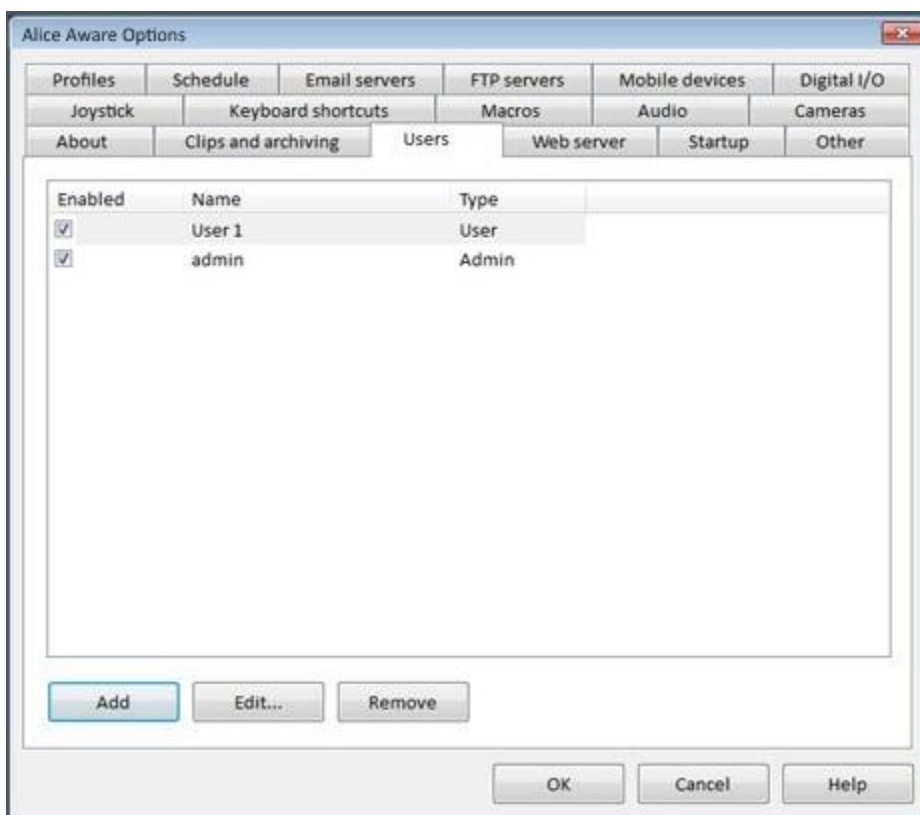 Alice Aware Options
Profiles Schedule Email servers FTP servers Mobile devices Digital I/O
Joystick Keyboard shortcuts Macros Audio Cameras
About Clips and archiving Users Web server Startup Other
Enabled Name Type
User 1 User
admin Admin
Add Edit... Remove
OK Cancel Help